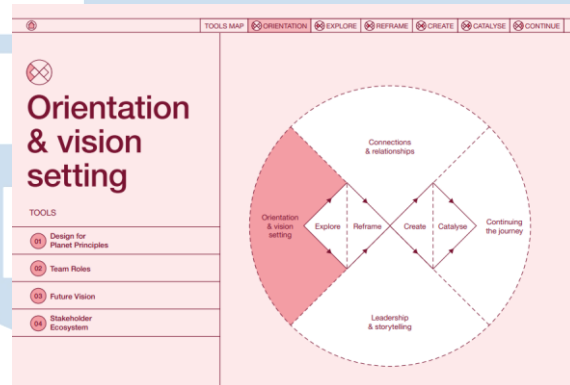 TOOLS MAP ORIENTATION EXPLORE REFRAME CREATE CATALYSE CONTINUE
Orientation
& vision
setting
TOOLS
01 Design for
Planet Principles
02 Team Roles
03 Future Vision
04 Stakeholder
Ecosystem
Connections
& relationships
Orientation
& vision
setting
Explore
Reframe
Create
Catalyse
Continuing
the journey
Leadership
& storytelling